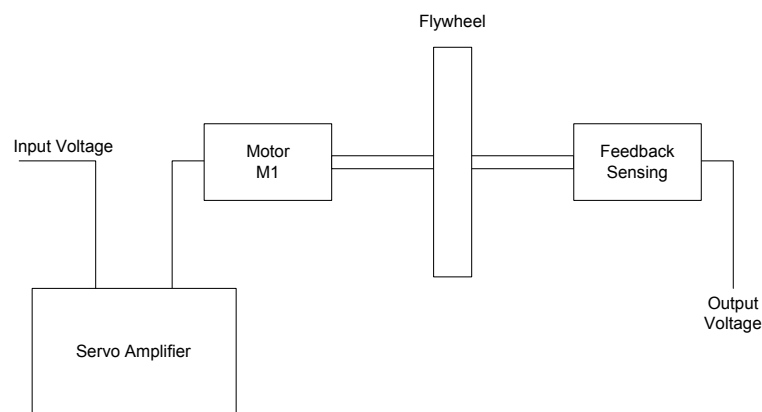 Flywheel
Input Voltage
Motor
M1
Feedback
Sensing
Output
Voltage
Servo Amplifier